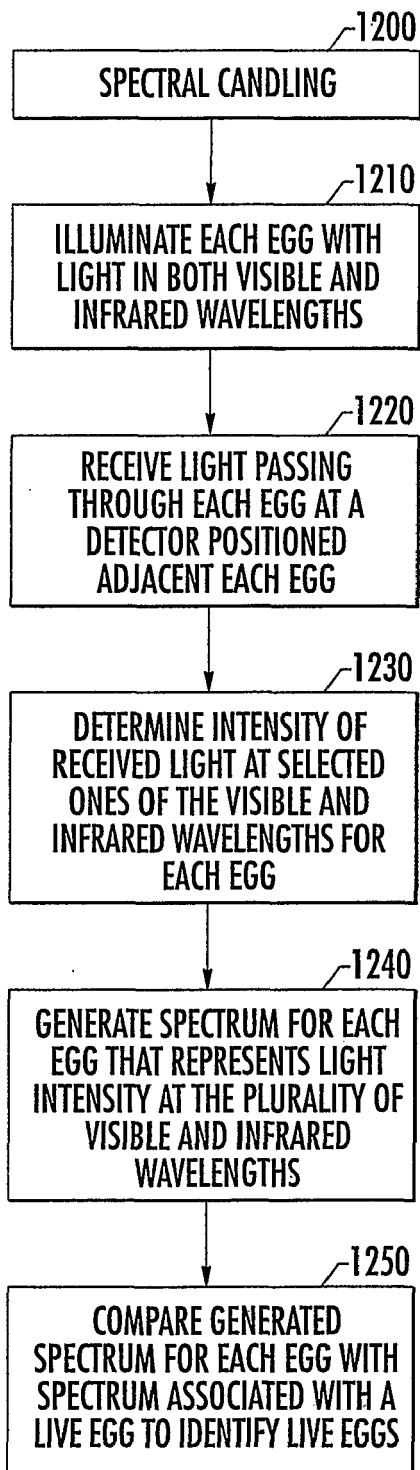 1200
SPECTRAL CANDLING
1210
ILLUMINATE EACH EGG WITH
LIGHT IN BOTH VISIBLE AND
INFRARED WAVELENGTHS
1220
RECEIVE LIGHT PASSING
THROUGH EACH EGG AT A
DETECTOR POSITIONED
ADJACENT EACH EGG
1230
DETERMINE INTENSITY OF
RECEIVED LIGHT AT SELECTED
ONES OF THE VISIBLE AND
INFRARED WAVELENGTHS FOR
EACH EGG
1240
GENERATE SPECTRUM FOR EACH
EGG THAT REPRESENTS LIGHT
INTENSITY AT THE PLURALITY OF
VISIBLE AND INFRARED
WAVELENGTHS
1250
COMPARE GENERATED
SPECTRUM FOR EACH EGG WITH
SPECTRUM ASSOCIATED WITH A
LIVE EGG TO IDENTIFY LIVE EGGS